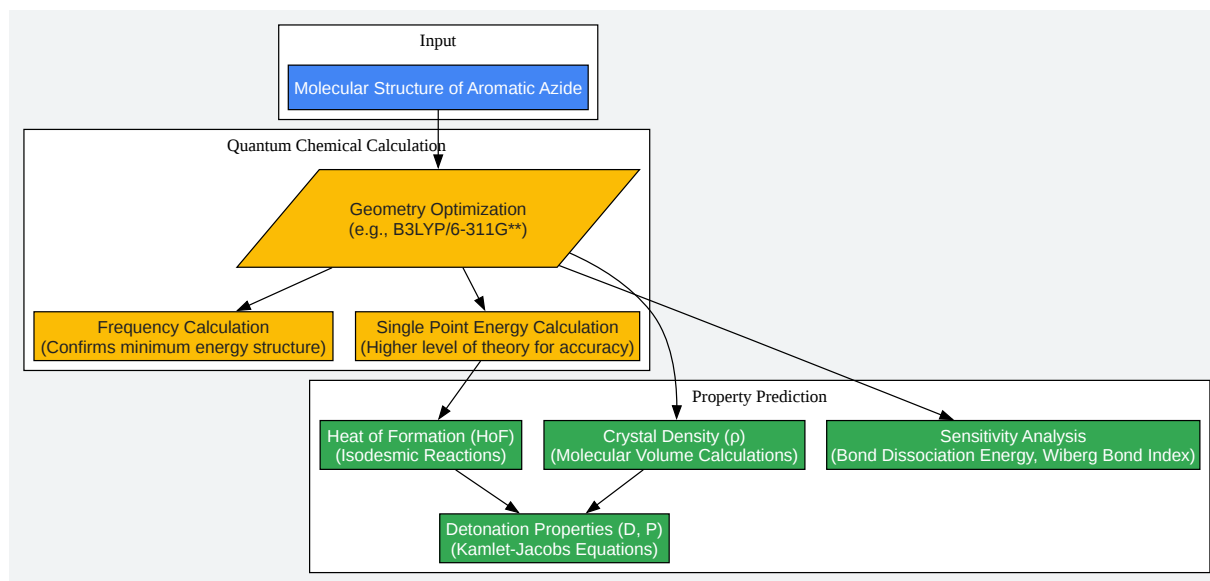 Input
Molecular Structure of Aromatic Azide
Quantum Chemical Calculation
Geometry Optimization
(e.g., B3LYP/6-311G**)
Frequency Calculation
(Confirms minimum energy structure)
Single Point Energy Calculation
(Higher level of theory for accuracy)
Property Prediction
Heat of Formation (HoF)
(Isodesmic Reactions)
Crystal Density (ρ)
(Molecular Volume Calculations)
Sensitivity Analysis
(Bond Dissociation Energy, Wiberg Bond Index)
Detonation Properties (D, P)
(Kamlet-Jacobs Equations)